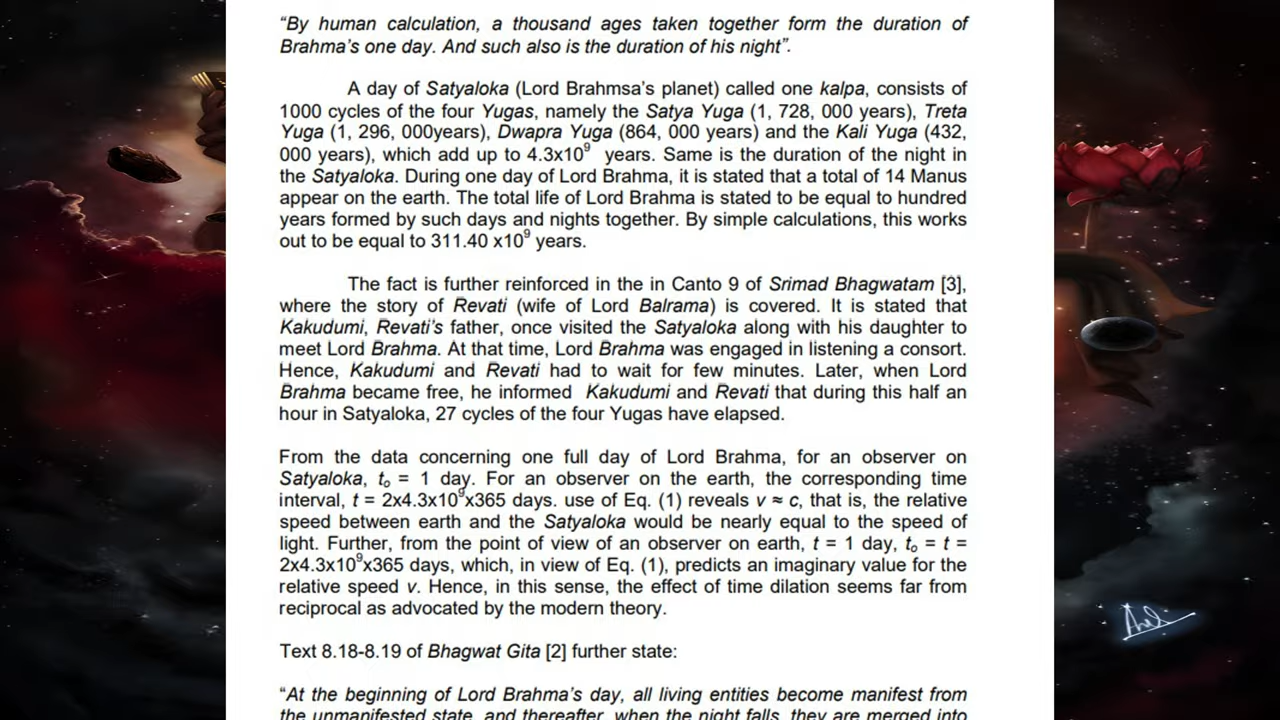 “By human calculation, a thousand ages taken together form the duration of
Brahma’s one day. And such also is the duration of his night”.
A day of Satyaloka (Lord Brahmsa’s planet) called one kalpa, consists of
1000 cycles of the four Yugas, namely the Satya Yuga (1, 728, 000 years), Treta
Yuga (1, 296, 000years), Dwapra Yuga (864, 000 years) and the Kali Yuga (432,
000 years), which add up to 4.3x10⁹ years. Same is the duration of the night in
the Satyaloka. During one day of Lord Brahma, it is stated that a total of 14 Manus
appear on the earth. The total life of Lord Brahma is stated to be equal to hundred
years formed by such days and nights together. By simple calculations, this works
out to be equal to 311.40 x10⁹ years.
The fact is further reinforced in the in Canto 9 of Srimad Bhagwatam [3],
where the story of Revati (wife of Lord Balrama) is covered. It is stated that
Kakudumi, Revati’s father, once visited the Satyaloka along with his daughter to
meet Lord Brahma. At that time, Lord Brahma was engaged in listening a consort.
Hence, Kakudumi and Revati had to wait for few minutes. Later, when Lord
Brahma became free, he informed Kakudumi and Revati that during this half an
hour in Satyaloka, 27 cycles of the four Yugas have elapsed.
From the data concerning one full day of Lord Brahma, for an observer on
Satyaloka, tₒ = 1 day. For an observer on the earth, the corresponding time
interval, t = 2x4.3x10⁹x365 days. use of Eq. (1) reveals v ≈ c, that is, the relative
speed between earth and the Satyaloka would be nearly equal to the speed of
light. Further, from the point of view of an observer on earth, t = 1 day, tₒ = t =
2x4.3x10⁹x365 days, which, in view of Eq. (1), predicts an imaginary value for the
relative speed v. Hence, in this sense, the effect of time dilation seems far from
reciprocal as advocated by the modern theory.
Text 8.18-8.19 of Bhagwat Gita [2] further state:
“At the beginning of Lord Brahma’s day, all living entities become manifest from
the unmanifested state, and thereafter, when the night falls, they are merged into